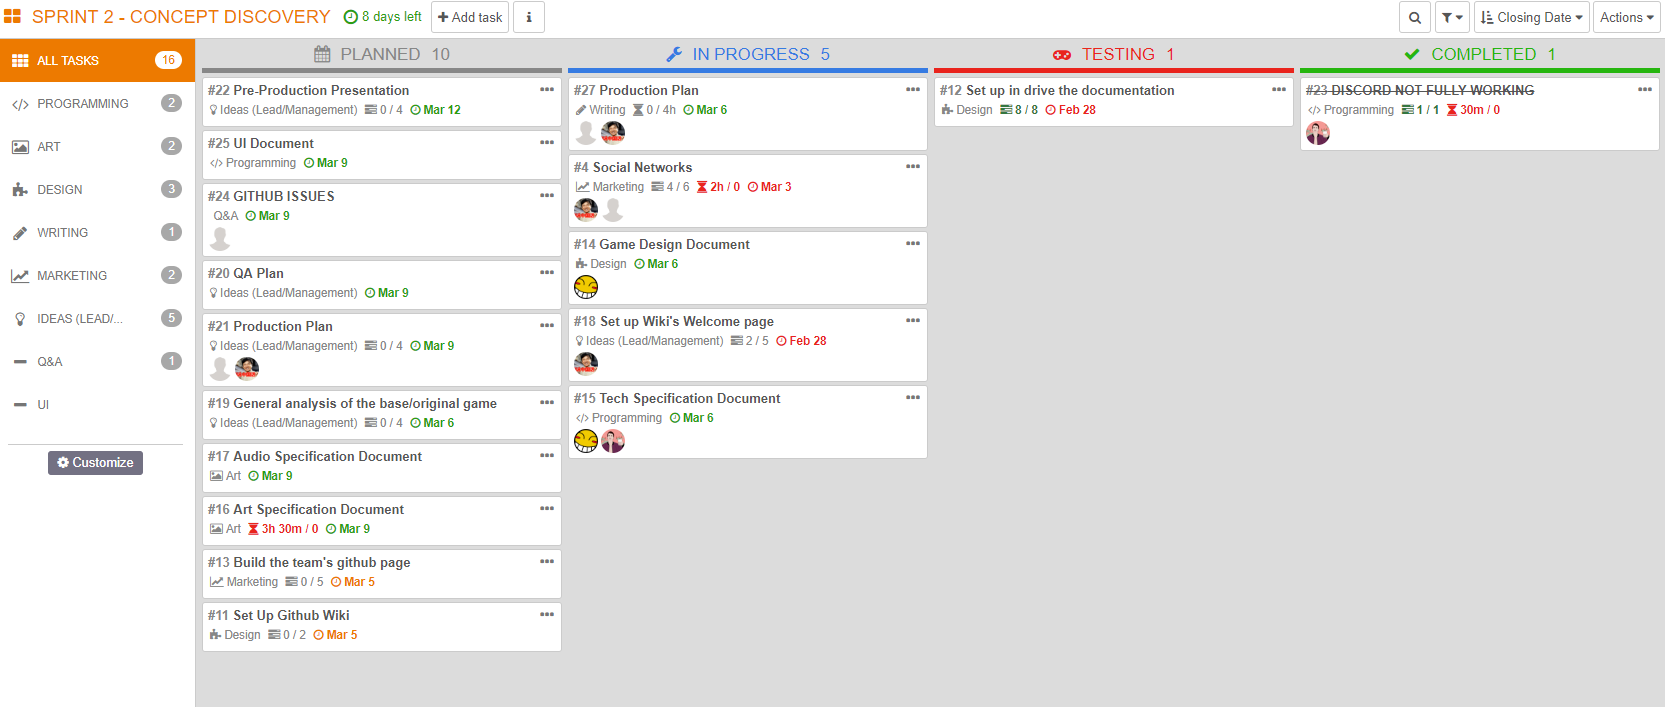 SPRINT 2 - CONCEPT DISCOVERY 8 days left Add task i Closing Date Actions
ALL TASKS 16
PROGRAMMING 2
ART 2
DESIGN 3
WRITING 1
MARKETING 2
IDEAS (LEAD/... 5
Q&A 1
UI
Customize
PLANNED 10
#22 Pre-Production Presentation
Ideas (Lead/Management) 0 / 4 Mar 12
#25 UI Document
Programming Mar 9
#24 GITHUB ISSUES
Q&A Mar 9
#20 QA Plan
Ideas (Lead/Management) Mar 9
#21 Production Plan
Ideas (Lead/Management) 0 / 4 Mar 9
#19 General analysis of the base/original game
Ideas (Lead/Management) 0 / 4 Mar 6
#17 Audio Specification Document
Art Mar 9
#16 Art Specification Document
Art 3h 30m / 0 Mar 9
#13 Build the team's github page
Marketing 0 / 5 Mar 5
#11 Set Up Github Wiki
Design 0 / 2 Mar 5
IN PROGRESS 5
#27 Production Plan
Writing 0 / 4h Mar 6
#4 Social Networks
Marketing 4 / 6 2h / 0 Mar 3
#14 Game Design Document
Design Mar 6
#18 Set up Wiki's Welcome page
Ideas (Lead/Management) 2 / 5 Feb 28
#15 Tech Specification Document
Programming Mar 6
TESTING 1
#12 Set up in drive the documentation
Design 8 / 8 Feb 28
COMPLETED 1
#23 DISCORD NOT FULLY WORKING
Programming 1 / 1 30m / 0